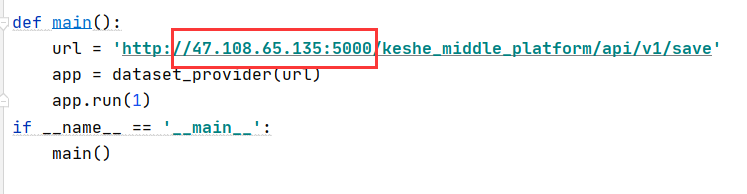 def main():
    url = 'http://47.108.65.135:5000/keshe_middle_platform/api/v1/save'
    app = dataset_provider(url)
    app.run(1)
if __name__ == '__main__':
    main()